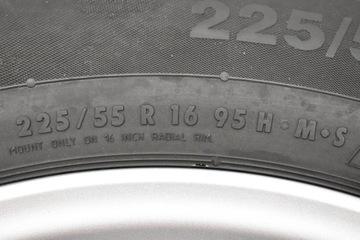 225/5
225/55 R 16 95 H · M · S
MOUNT ONLY ON 16 INCH RADIAL RIM.